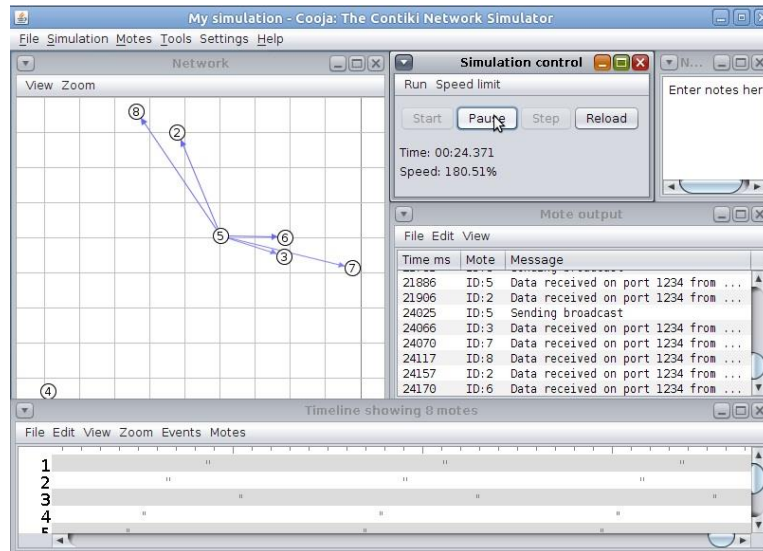 My simulation - Cooja: The Contiki Network Simulator
File Simulation Motes Tools Settings Help
Network
View Zoom
8
2
5
6
3
7
4
Simulation control
Run Speed limit
Start Pause Step Reload
Time: 00:24.371
Speed: 180.51%
N...
Enter notes her
Mote output
File Edit View
Time ms Mote Message
Sending broadcast
21886 ID:5 Data received on port 1234 from ...
21906 ID:2 Data received on port 1234 from ...
24025 ID:5 Sending broadcast
24066 ID:3 Data received on port 1234 from ...
24070 ID:7 Data received on port 1234 from ...
24117 ID:8 Data received on port 1234 from ...
24157 ID:2 Data received on port 1234 from ...
24170 ID:6 Data received on port 1234 from ...
Timeline showing 8 motes
File Edit View Zoom Events Motes
1
2
3
4
5